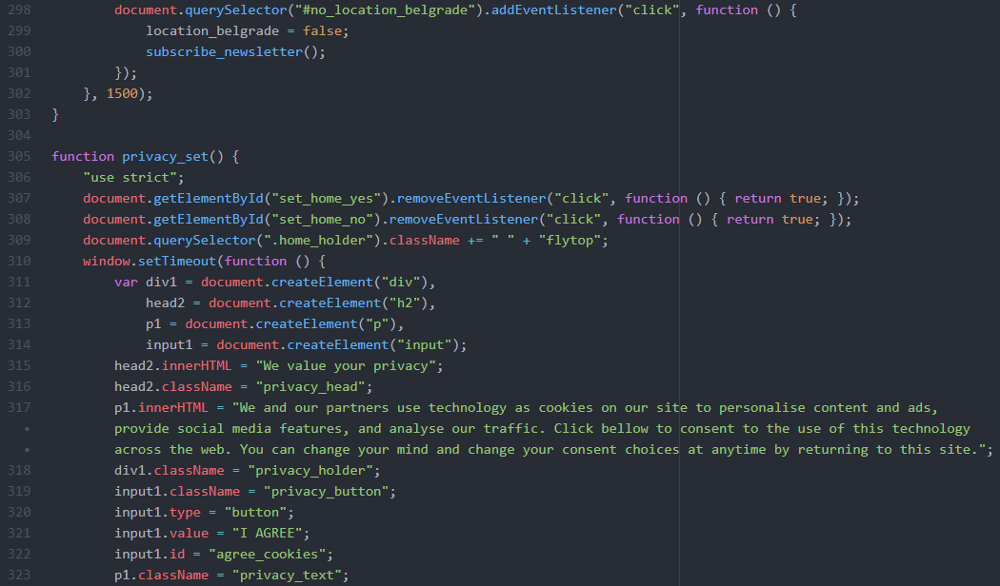 298         document.querySelector("#no_location_belgrade").addEventListener("click", function () {
299             location_belgrade = false;
300             subscribe_newsletter();
301         });
302     }, 1500);
303 }
304
305 function privacy_set() {
306     "use strict";
307     document.getElementById("set_home_yes").removeEventListener("click", function () { return true; });
308     document.getElementById("set_home_no").removeEventListener("click", function () { return true; });
309     document.querySelector(".home_holder").className += " " + "flytop";
310     window.setTimeout(function () {
311         var div1 = document.createElement("div"),
312             head2 = document.createElement("h2"),
313             p1 = document.createElement("p"),
314             input1 = document.createElement("input");
315         head2.innerHTML = "We value your privacy";
316         head2.className = "privacy_head";
317         p1.innerHTML = "We and our partners use technology as cookies on our site to personalise content and ads,
•         provide social media features, and analyse our traffic. Click bellow to consent to the use of this technology
•         across the web. You can change your mind and change your consent choices at anytime by returning to this site.";
318         div1.className = "privacy_holder";
319         input1.className = "privacy_button";
320         input1.type = "button";
321         input1.value = "I AGREE";
322         input1.id = "agree_cookies";
323         p1.className = "privacy_text";